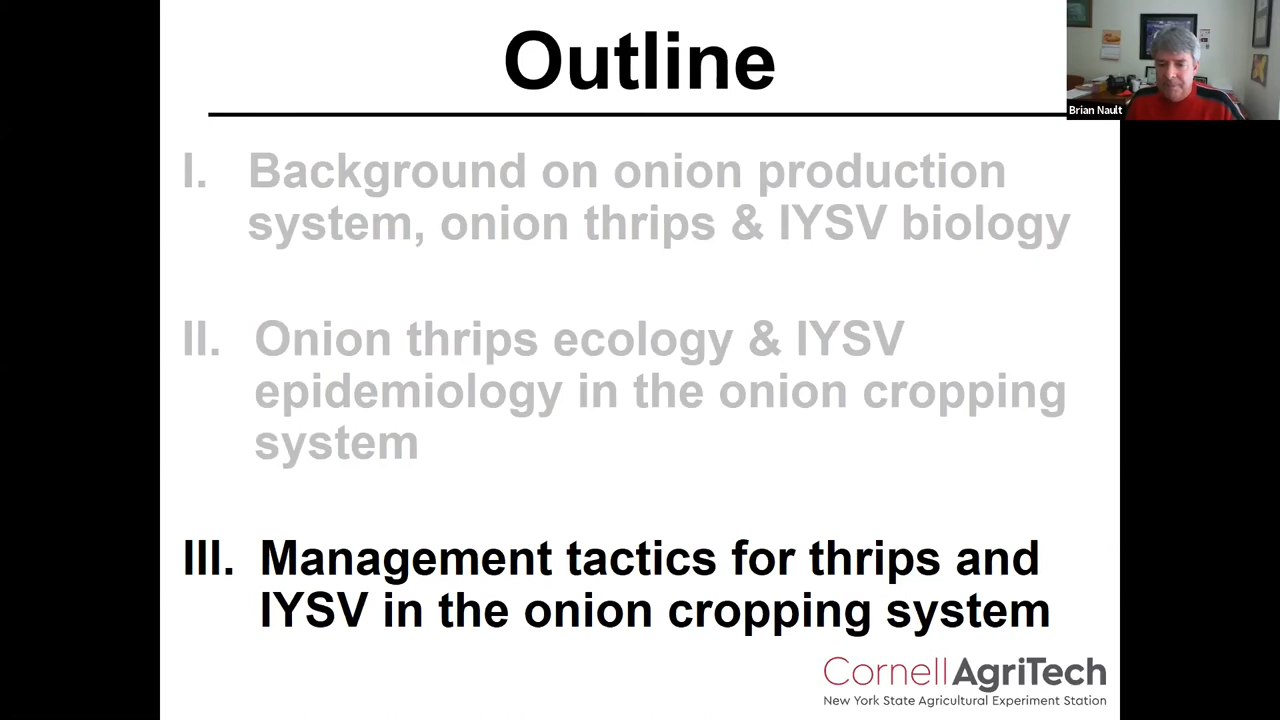 Outline
Brian Nault
I. Background on onion production
system, onion thrips & IYSV biology
II. Onion thrips ecology & IYSV
epidemiology in the onion cropping
system
III. Management tactics for thrips and
IYSV in the onion cropping system
Cornell AgriTech
New York State Agricultural Experiment Station